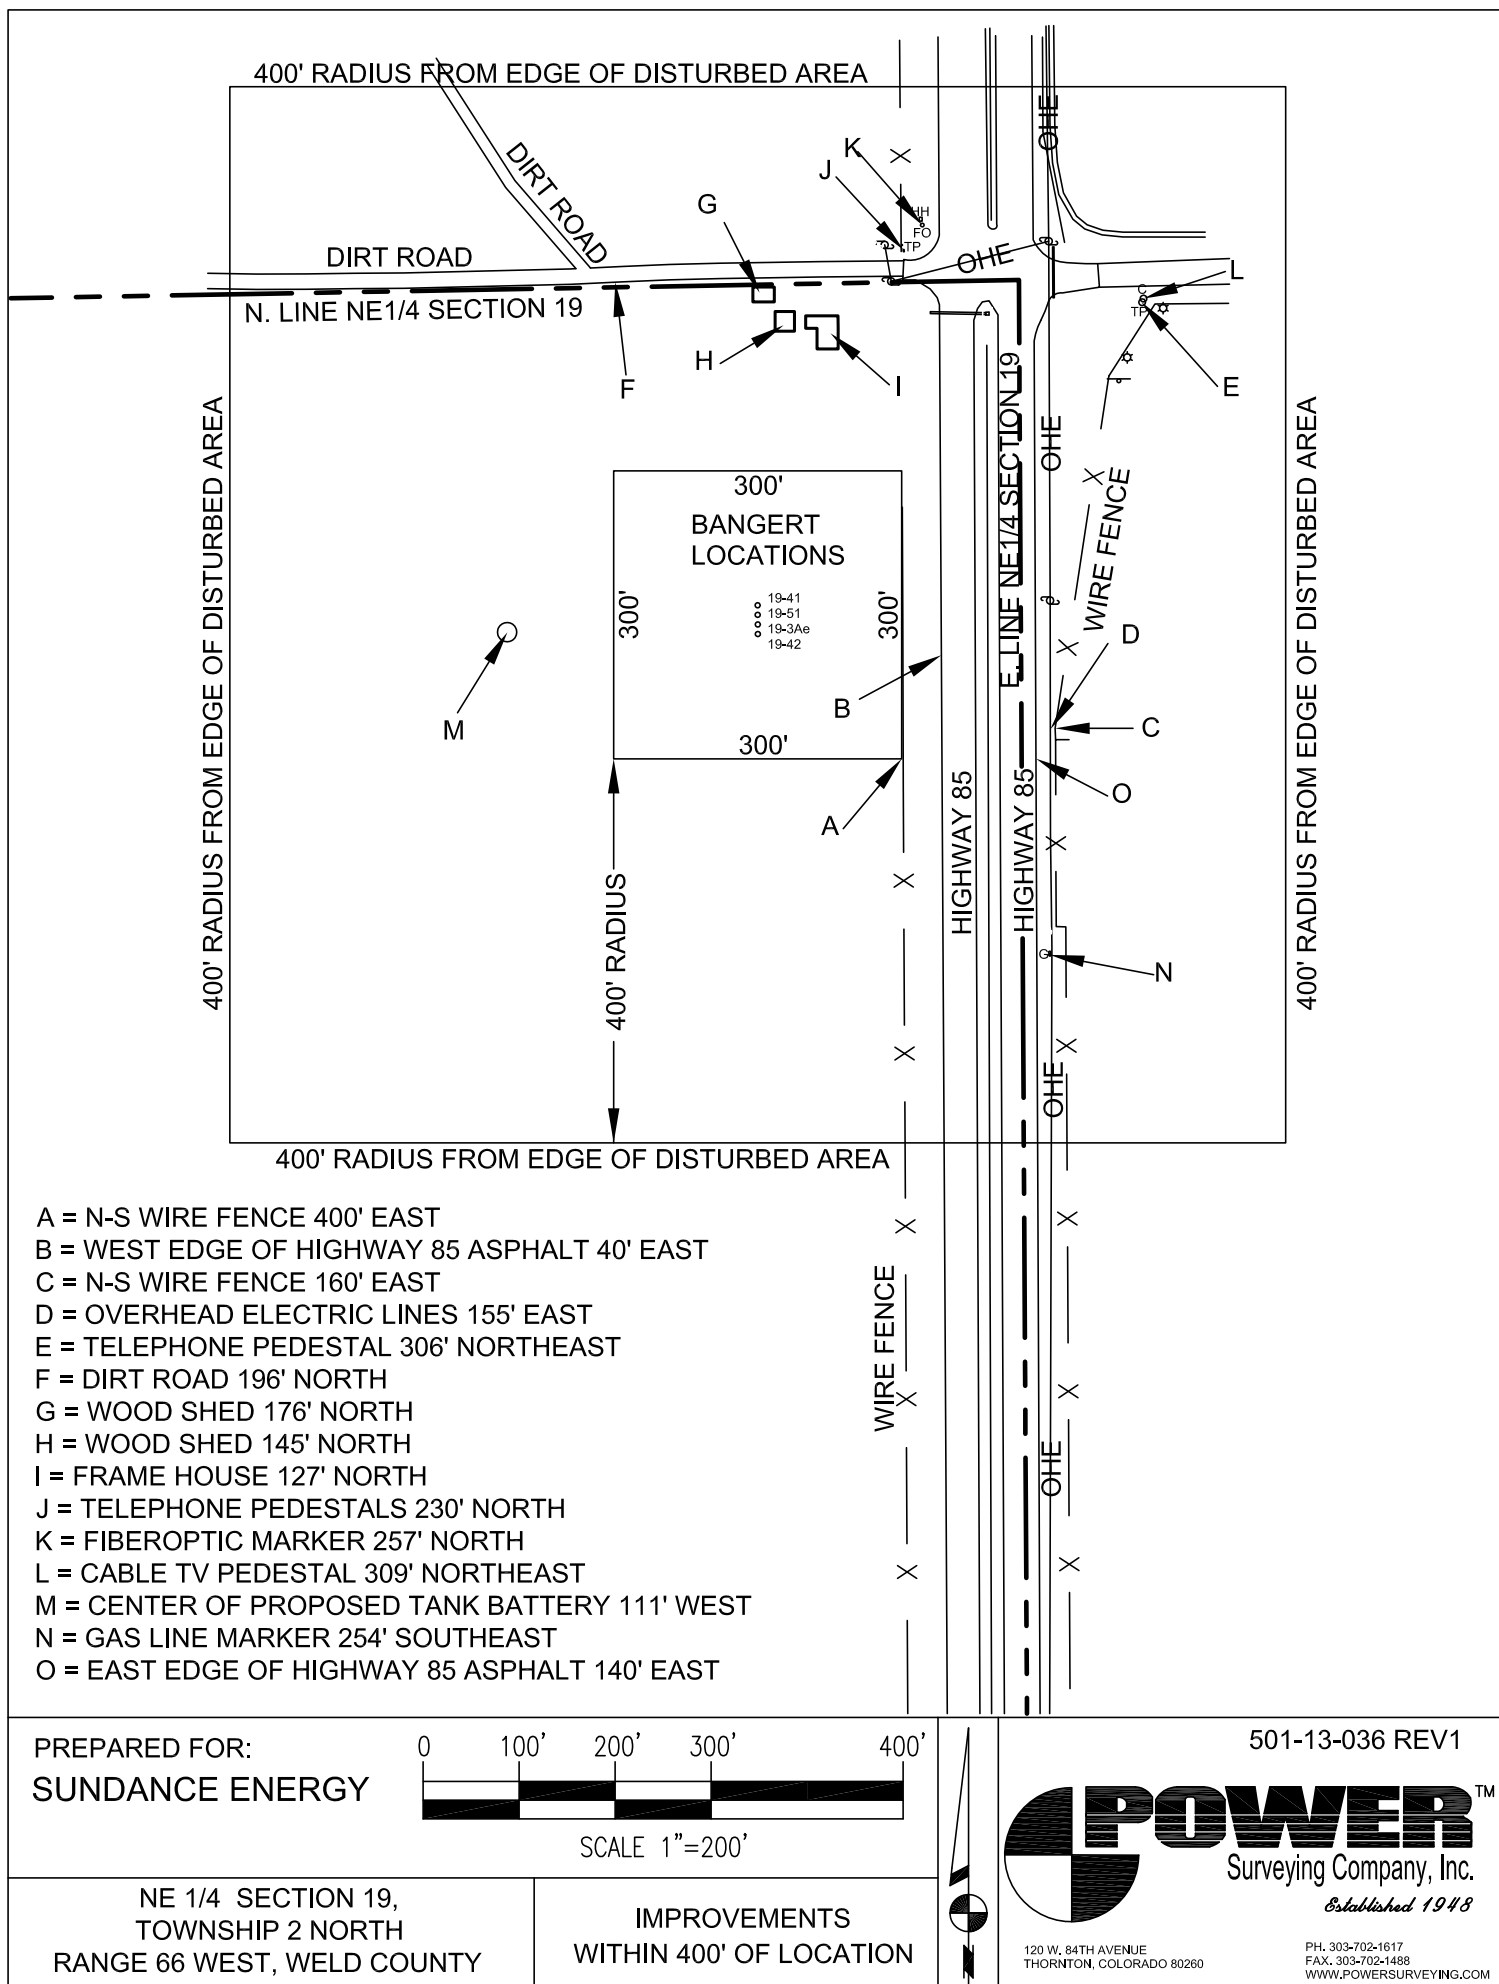 400' RADIUS FROM EDGE OF DISTURBED AREA
OHE
DIRT ROAD
K
J
HH
FO
TP
G
DIRT ROAD
OHE
L
N. LINE NE1/4 SECTION 19
C
TP
H
F
I
E
E. LINE NE1/4 SECTION 19
OHE
WIRE FENCE
400' RADIUS FROM EDGE OF DISTURBED AREA
400' RADIUS FROM EDGE OF DISTURBED AREA
300'
BANGERT
LOCATIONS
300'
300'
19-41
19-51
19-3Ae
19-42
D
M
B
C
300'
O
A
HIGHWAY 85
HIGHWAY 85
400' RADIUS
N
OHE
400' RADIUS FROM EDGE OF DISTURBED AREA
WIRE FENCE
OHE
A = N-S WIRE FENCE 400' EAST
B = WEST EDGE OF HIGHWAY 85 ASPHALT 40' EAST
C = N-S WIRE FENCE 160' EAST
D = OVERHEAD ELECTRIC LINES 155' EAST
E = TELEPHONE PEDESTAL 306' NORTHEAST
F = DIRT ROAD 196' NORTH
G = WOOD SHED 176' NORTH
H = WOOD SHED 145' NORTH
I = FRAME HOUSE 127' NORTH
J = TELEPHONE PEDESTALS 230' NORTH
K = FIBEROPTIC MARKER 257' NORTH
L = CABLE TV PEDESTAL 309' NORTHEAST
M = CENTER OF PROPOSED TANK BATTERY 111' WEST
N = GAS LINE MARKER 254' SOUTHEAST
O = EAST EDGE OF HIGHWAY 85 ASPHALT 140' EAST
PREPARED FOR:
SUNDANCE ENERGY
0 100' 200' 300' 400'
SCALE 1"=200'
NE 1/4 SECTION 19,
TOWNSHIP 2 NORTH
RANGE 66 WEST, WELD COUNTY
IMPROVEMENTS
WITHIN 400' OF LOCATION
N
501-13-036 REV1
POWER TM
Surveying Company, Inc.
Established 1948
120 W. 84TH AVENUE
THORNTON, COLORADO 80260
PH. 303-702-1617
FAX. 303-702-1488
WWW.POWERSURVEYING.COM